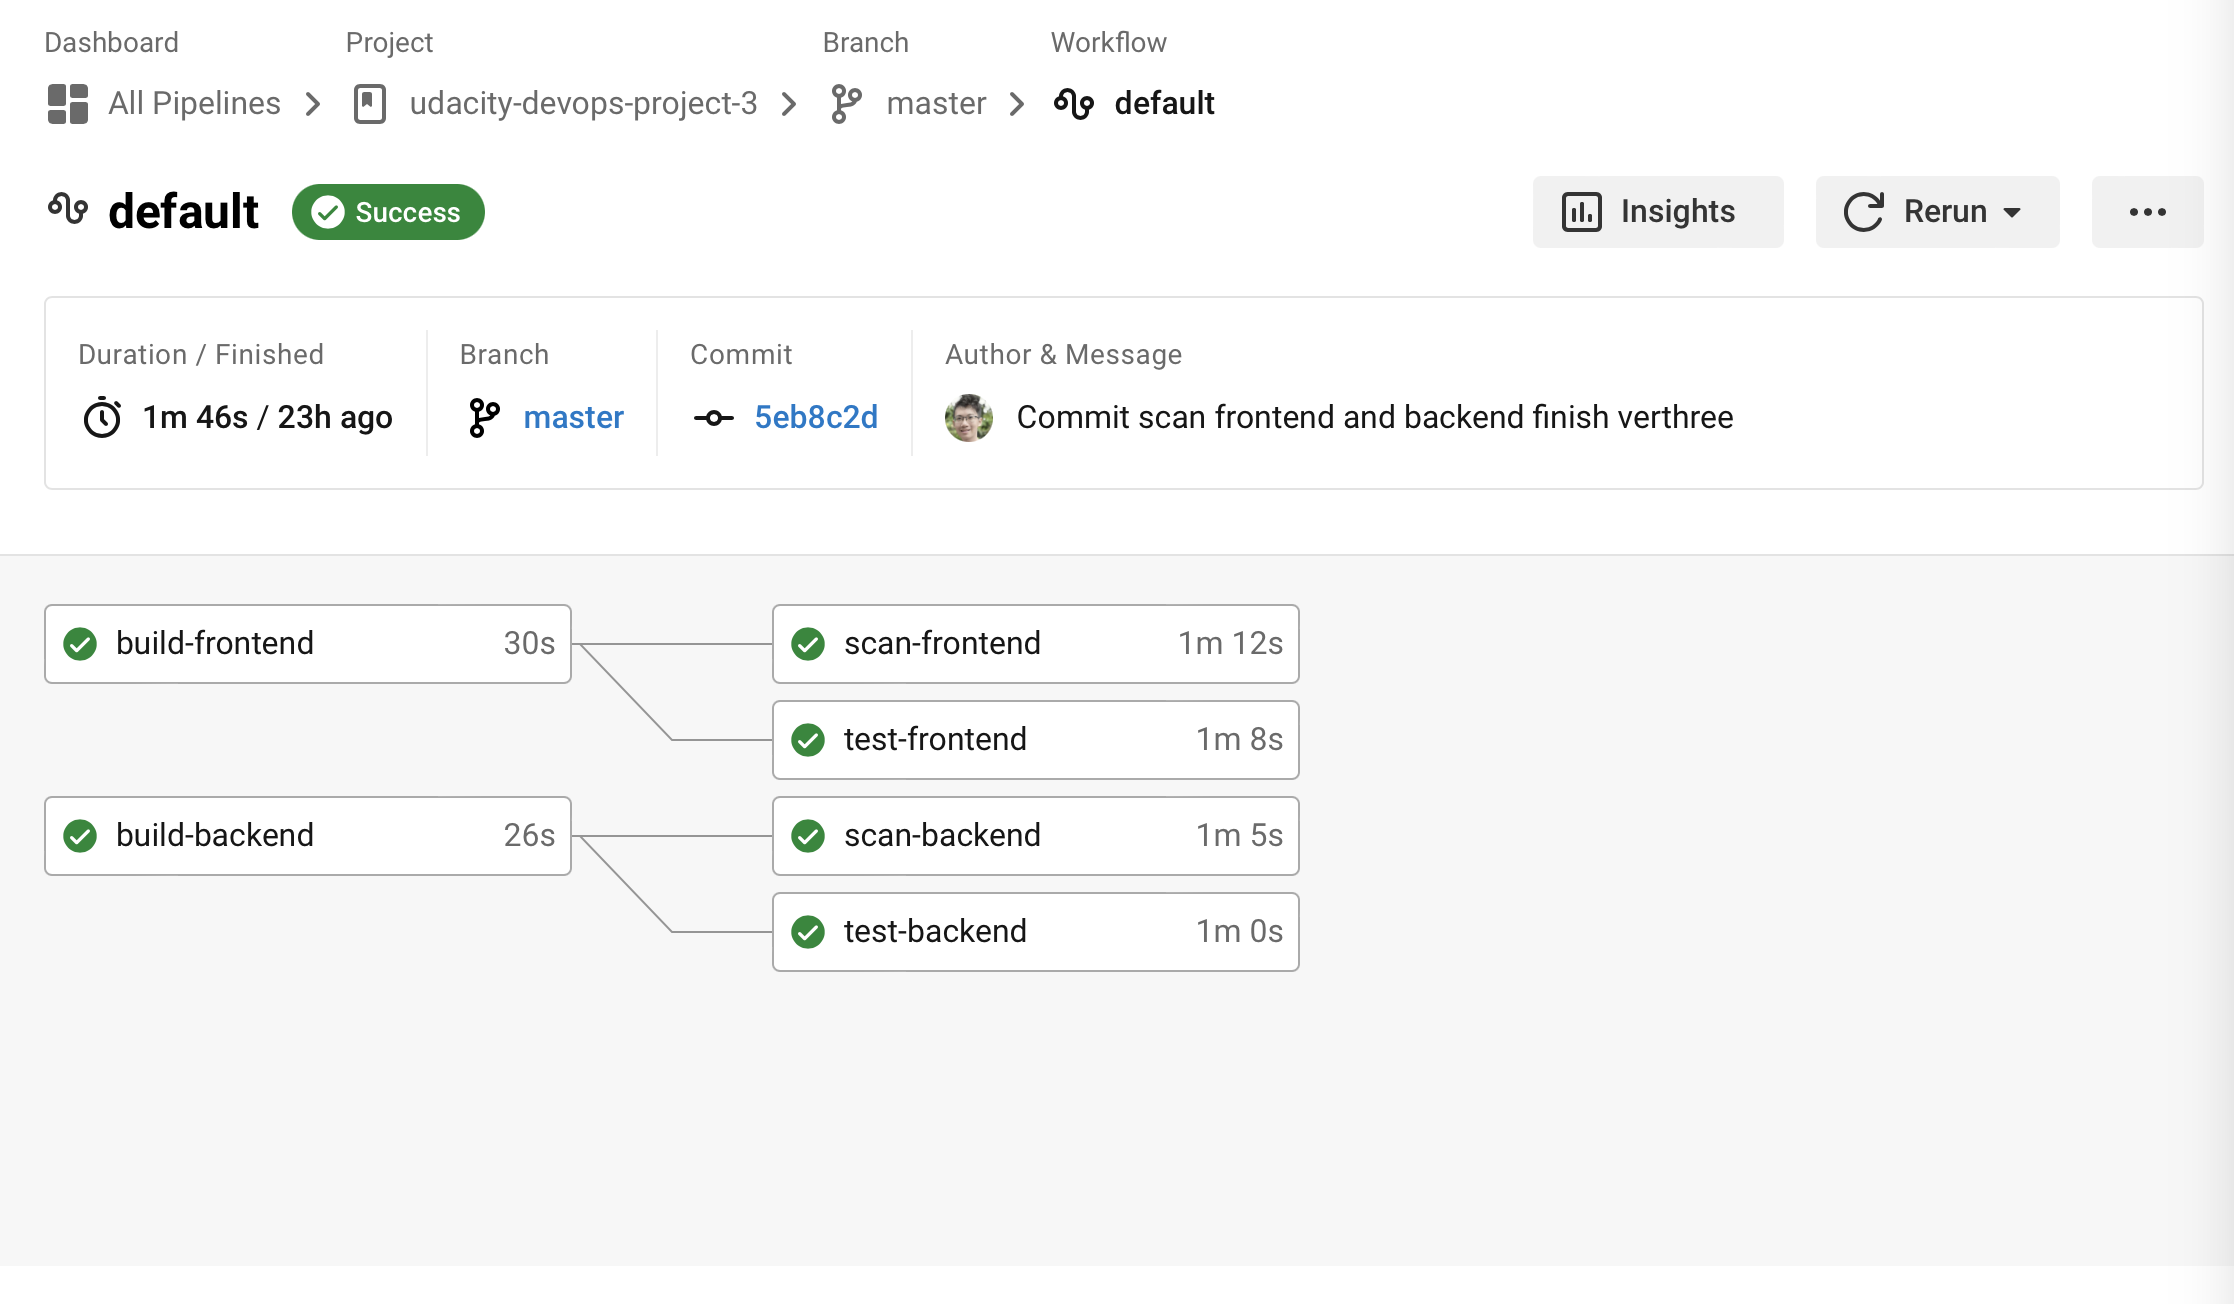 Dashboard Project Branch Workflow
All Pipelines udacity-devops-project-3 master default
default Success Insights Rerun
Duration / Finished Branch Commit Author & Message
1m 46s / 23h ago master 5eb8c2d Commit scan frontend and backend finish verthree
build-frontend 30s scan-frontend 1m 12s
test-frontend 1m 8s
build-backend 26s scan-backend 1m 5s
test-backend 1m 0s